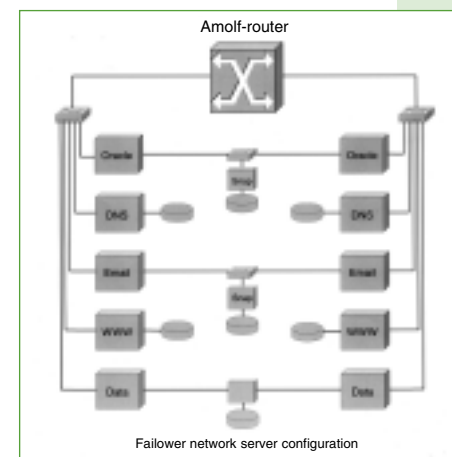 Amolf-router
Oracle Oracle
Snap
DNS DNS
Email Email
Snap
WWW WWW
Data Data
Failower network server configuration